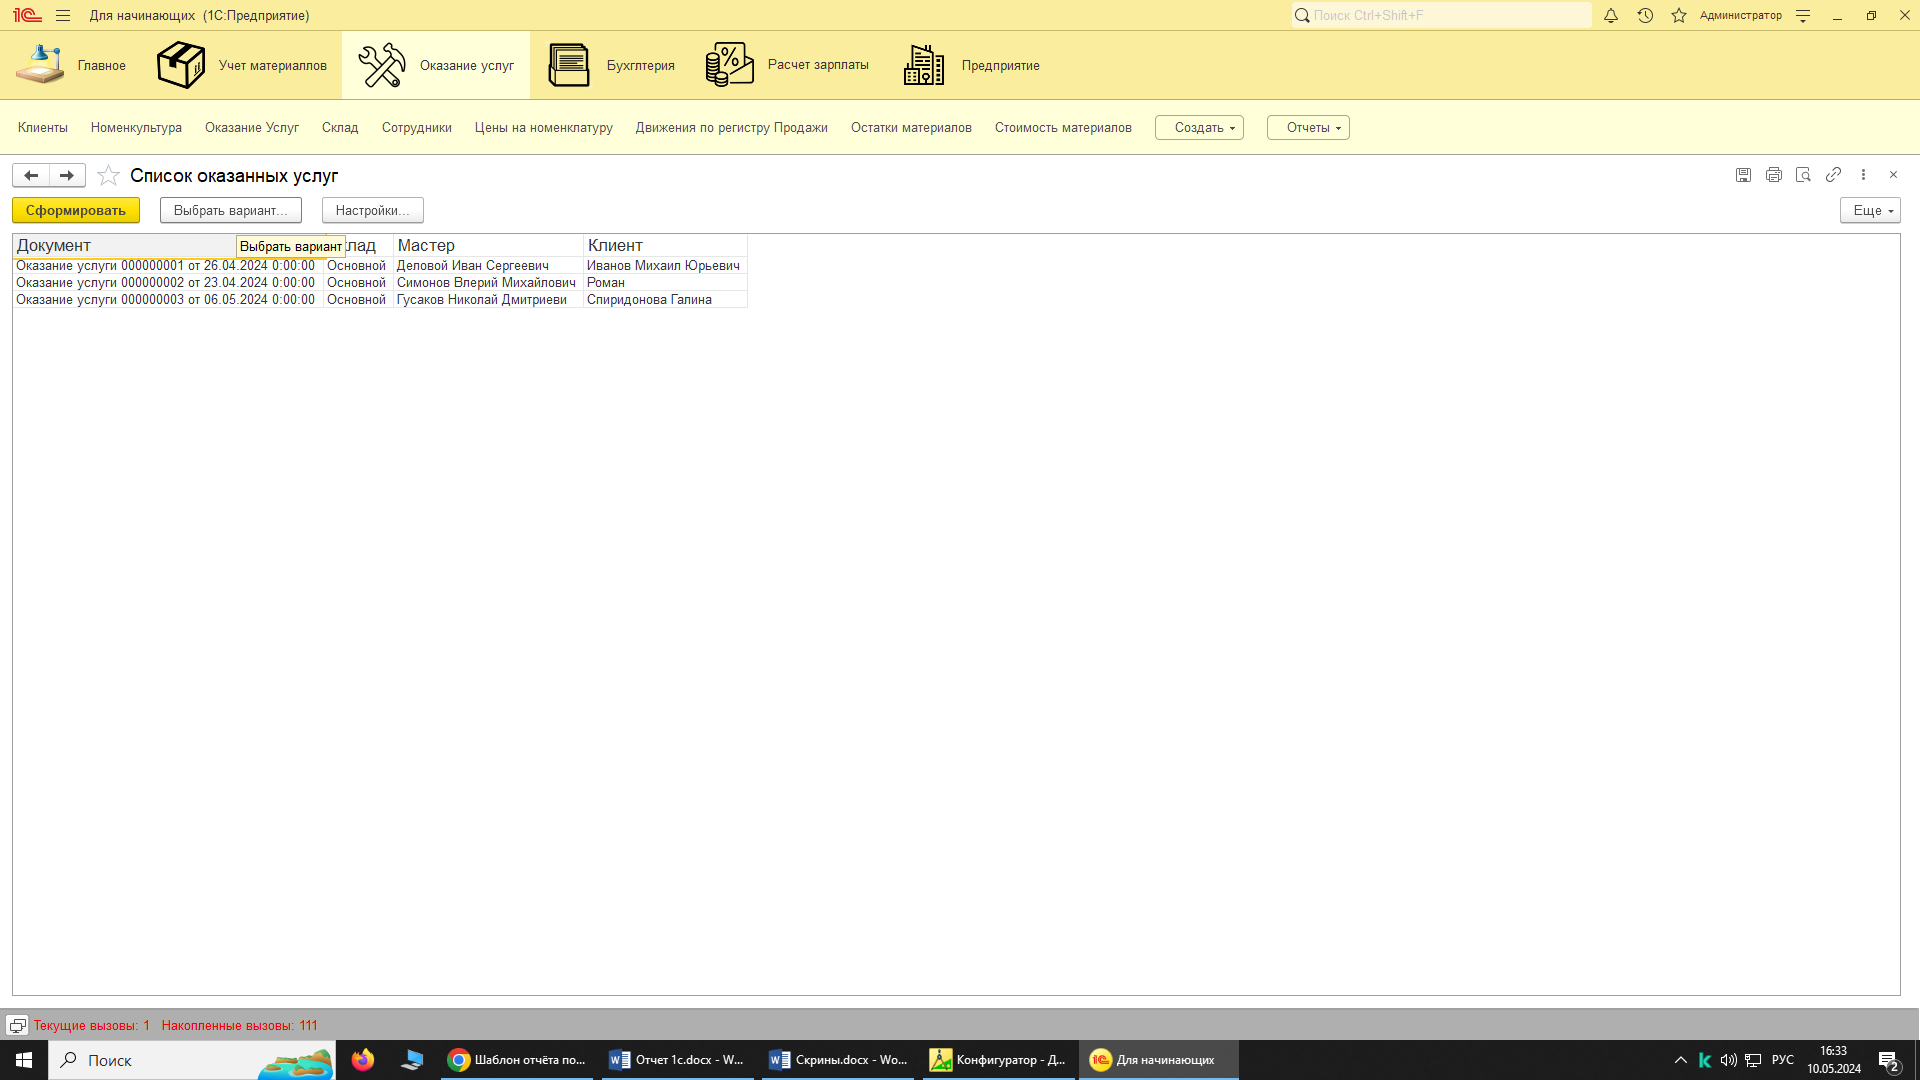 1С Для начинающих (1С:Предприятие) Поиск Ctrl+Shift+F Администратор
Главное Учет материаллов Оказание услуг Бухглтерия Расчет зарплаты Предприятие
Клиенты Номенкультура Оказание Услуг Склад Сотрудники Цены на номенклатуру Движения по регистру Продажи Остатки материалов Стоимость материалов Создать Отчеты
Список оказанных услуг
Сформировать Выбрать вариант... Настройки... Еще
Документ Выбрать вариант клад Мастер Клиент
Оказание услуги 000000001 от 26.04.2024 0:00:00 Основной Деловой Иван Сергеевич Иванов Михаил Юрьевич
Оказание услуги 000000002 от 23.04.2024 0:00:00 Основной Симонов Влерий Михайлович Роман
Оказание услуги 000000003 от 06.05.2024 0:00:00 Основной Гусаков Николай Дмитриеви Спиридонова Галина
Текущие вызовы: 1 Накопленные вызовы: 111
Поиск Шаблон отчёта по... Отчет 1с.docx - W... Скрины.docx - Wo... Конфигуратор - Д... Для начинающих РУС 16:33
10.05.2024 2